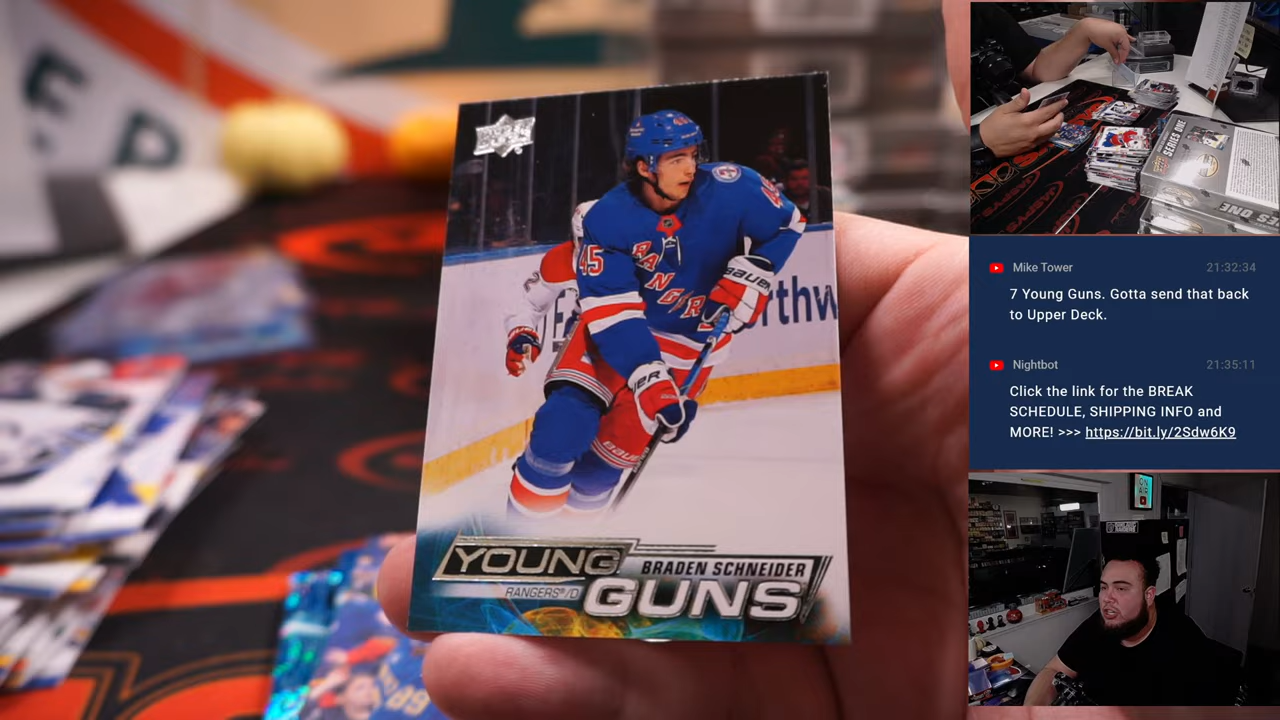 45
RANGERS
BAUER
YOUNG
BRADEN SCHNEIDER
RANGERS®/D
GUNS
SERIES ONE
Mike Tower
21:32:34
7 Young Guns. Gotta send that back
to Upper Deck.
Nightbot
21:35:11
Click the link for the BREAK
SCHEDULE, SHIPPING INFO and
MORE! >>> https://bit.ly/2Sdw6K9